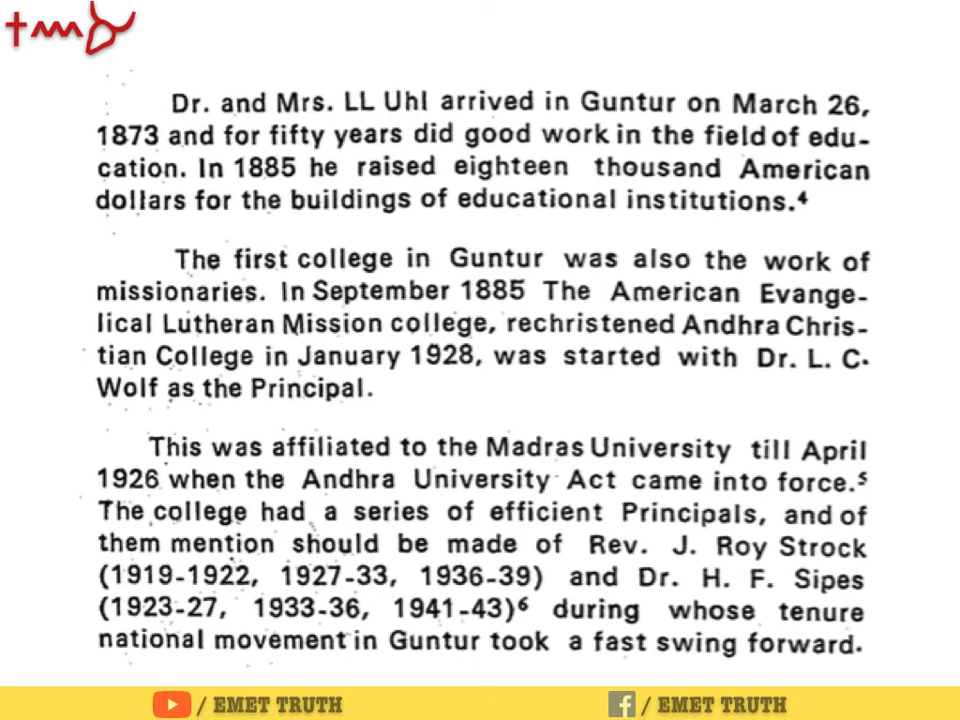 Dr. and Mrs. LL Uhl arrived in Guntur on March 26,
1873 and for fifty years did good work in the field of edu-
cation. In 1885 he raised eighteen thousand American
dollars for the buildings of educational institutions.⁴
The first college in Guntur was also the work of
missionaries. In September 1885 The American Evange-
lical Lutheran Mission college, rechristened Andhra Chris-
tian College in January 1928, was started with Dr. L. C.
Wolf as the Principal.
This was affiliated to the Madras University till April
1926 when the Andhra University Act came into force.⁵
The college had a series of efficient Principals, and of
them mention should be made of Rev. J. Roy Strock
(1919-1922, 1927-33, 1936-39) and Dr. H. F. Sipes
(1923-27, 1933-36, 1941-43)⁶ during whose tenure
national movement in Guntur took a fast swing forward.
/ EMET TRUTH
/ EMET TRUTH